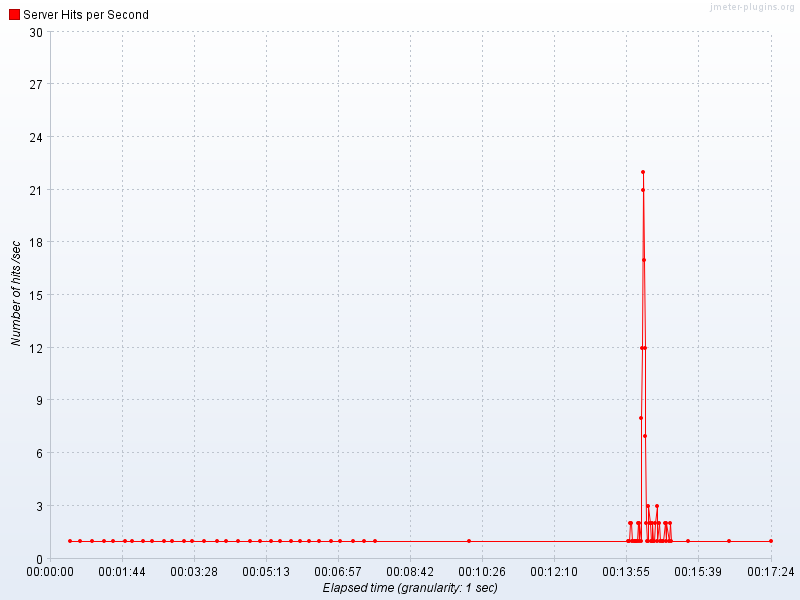 Server Hits per Second
jmeter-plugins.org
30
27
24
21
18
15
12
9
6
3
0
Number of hits /sec
00:00:00 00:01:44 00:03:28 00:05:13 00:06:57 00:08:42 00:10:26 00:12:10 00:13:55 00:15:39 00:17:24
Elapsed time (granularity: 1 sec)